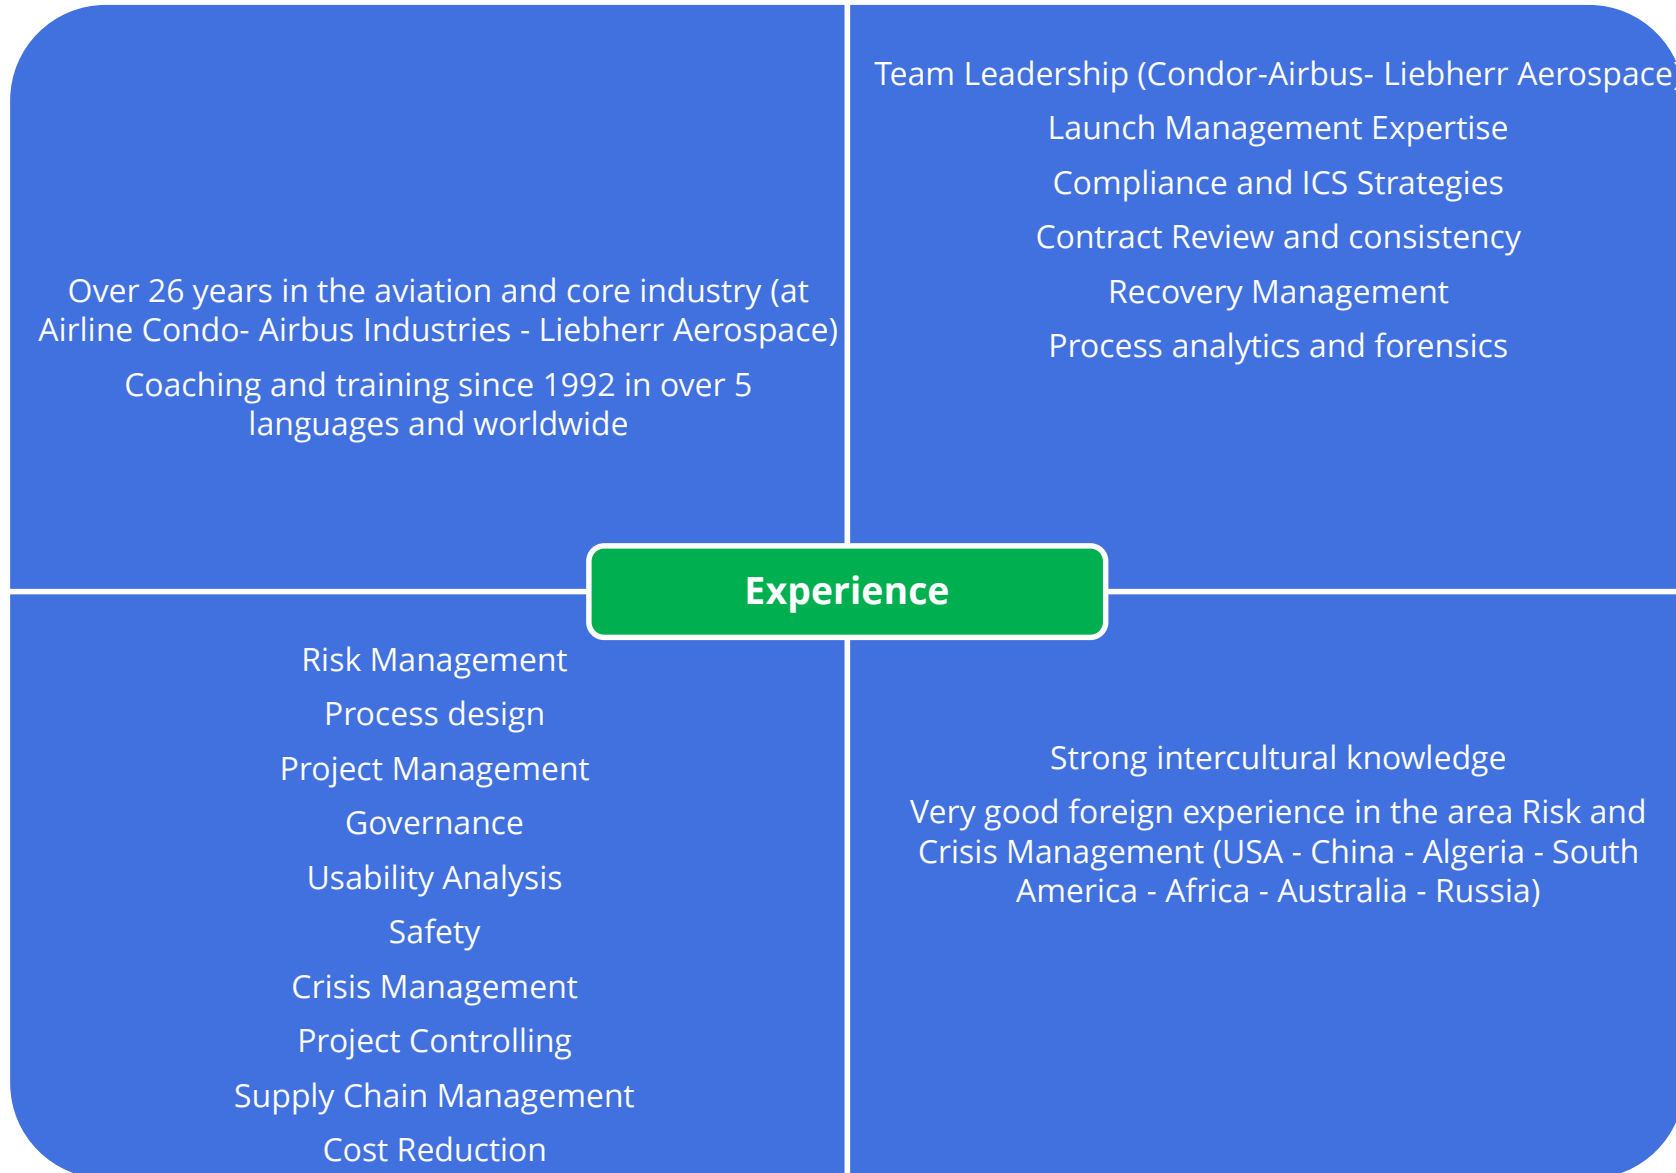 Over 26 years in the aviation and core industry (at
Airline Condo- Airbus Industries - Liebherr Aerospace)
Coaching and training since 1992 in over 5
languages and worldwide
Team Leadership (Condor-Airbus- Liebherr Aerospace)
Launch Management Expertise
Compliance and ICS Strategies
Contract Review and consistency
Recovery Management
Process analytics and forensics
Experience
Risk Management
Process design
Project Management
Governance
Usability Analysis
Safety
Crisis Management
Project Controlling
Supply Chain Management
Cost Reduction
Strong intercultural knowledge
Very good foreign experience in the area Risk and
Crisis Management (USA - China - Algeria - South
America - Africa - Australia - Russia)